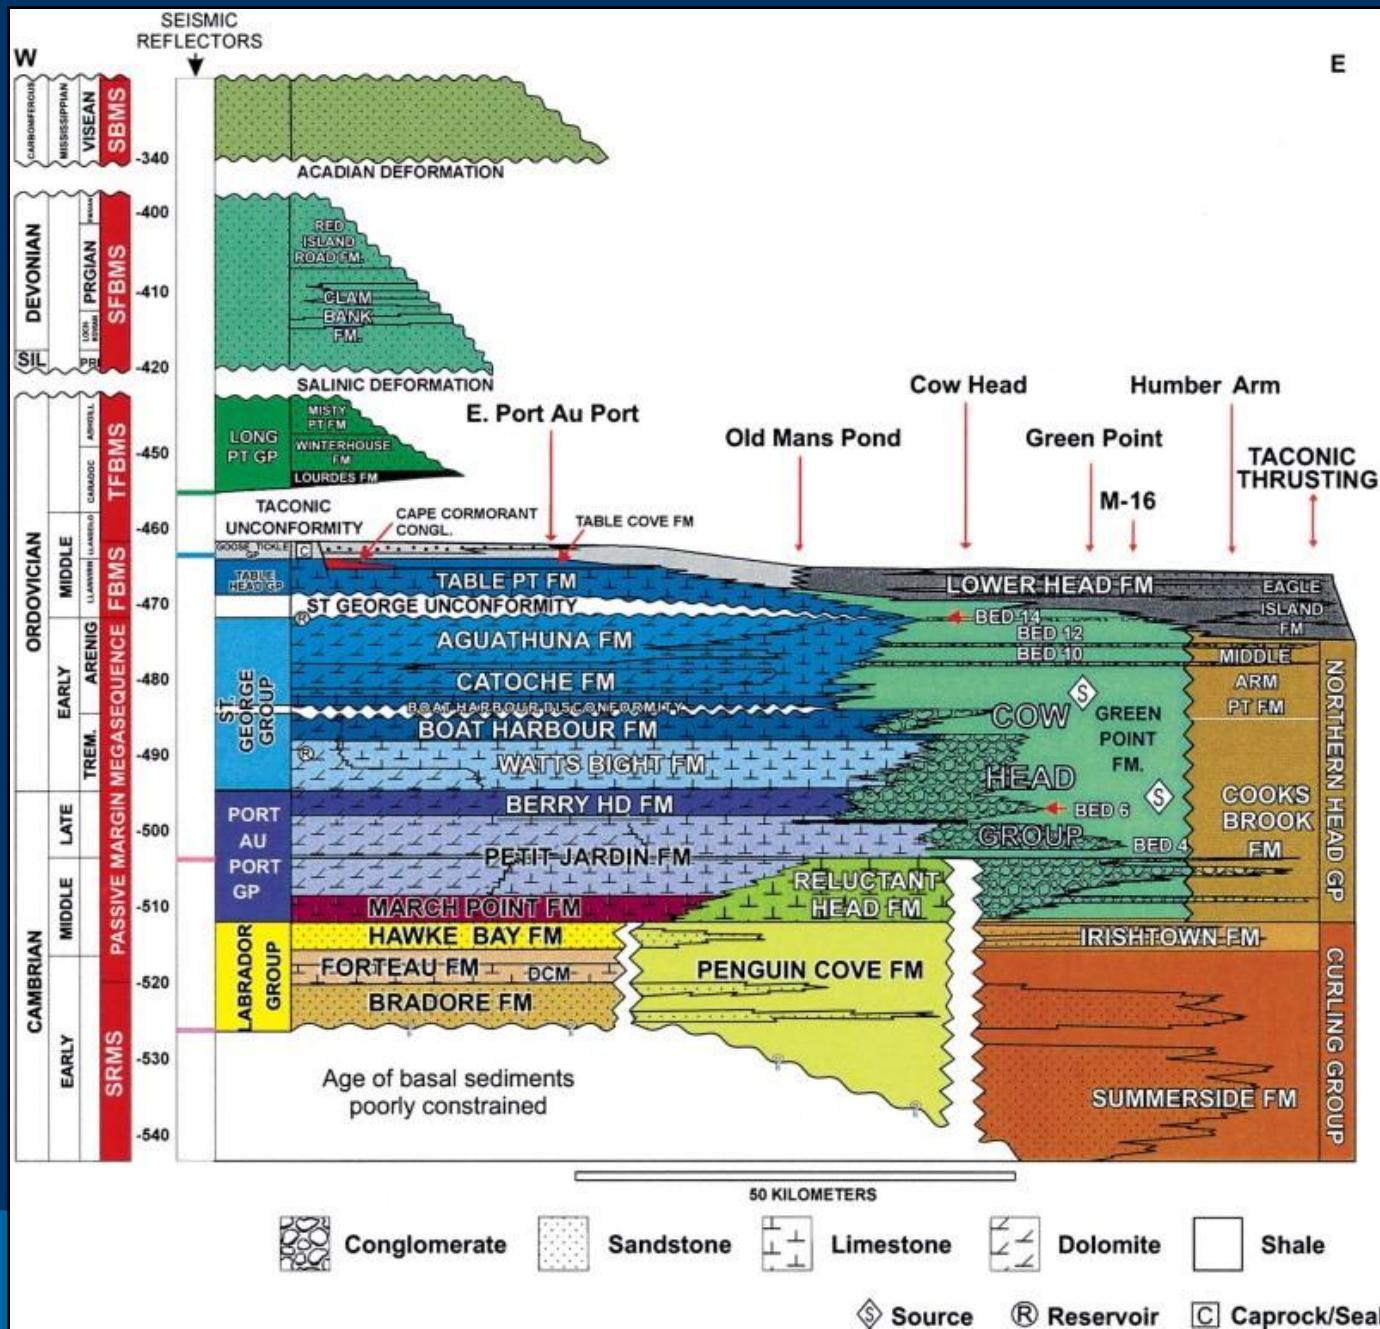 SEISMIC
REFLECTORS
W
E
CARBONIFEROUS
MISSISSIPPIAN
VISEAN
SBMS
-340
ACADIAN DEFORMATION
-400
DEVONIAN
PRGIAN
SFBMS
RED
ISLAND
ROAD FM.
-410
CLAM
BANK
FM.
SIL
PRI
-420
SALINIC DEFORMATION
Cow Head
Humber Arm
ASHGILL
CARADOC
TFBMS
LONG
PT GP
MISTY
PT FM
WINTERHOUSE
FM
LOURDES FM
E. Port Au Port
Old Mans Pond
Green Point
-450
TACONIC
THRUSTING
M-16
TACONIC
UNCONFORMITY
CAPE CORMORANT
CONGL.
TABLE COVE FM
-460
ORDOVICIAN
MIDDLE
LLANDEILO
LLANVIRN
FBMS
GOOSE TICKLE
GP
C
TABLE
HEAD GP
TABLE PT FM
LOWER HEAD FM
EAGLE
ISLAND
FM
-470
ST GEORGE UNCONFORMITY
R
BED 14
BED 12
BED 10
AGUATHUNA FM
MIDDLE
ARM
PT FM
EARLY
ARENIG
-480
ST.
GEORGE
GROUP
CATOCHE FM
S
BOAT HARBOUR DISCONFORMITY
BOAT HARBOUR FM
COW
HEAD
GROUP
GREEN
POINT
FM.
NORTHERN HEAD GP
TREM.
-490
R
WATTS BIGHT FM
S
PASSIVE MARGIN MEGASEQUENCE
CAMBRIAN
LATE
PORT
AU
PORT
GP
BERRY HD FM
BED 6
COOKS
BROOK
FM
-500
BED 4
PETIT JARDIN FM
RELUCTANT
HEAD FM
MIDDLE
-510
MARCH POINT FM
LABRADOR
GROUP
HAWKE BAY FM
IRISHTOWN FM
FORTEAU FM
DCM
PENGUIN COVE FM
-520
BRADORE FM
CURLING GROUP
EARLY
SRMS
-530
?
?
?
?
Age of basal sediments
poorly constrained
SUMMERSIDE FM
-540
50 KILOMETERS
Conglomerate
Sandstone
Limestone
Dolomite
Shale
S Source
R Reservoir
C Caprock/Seal